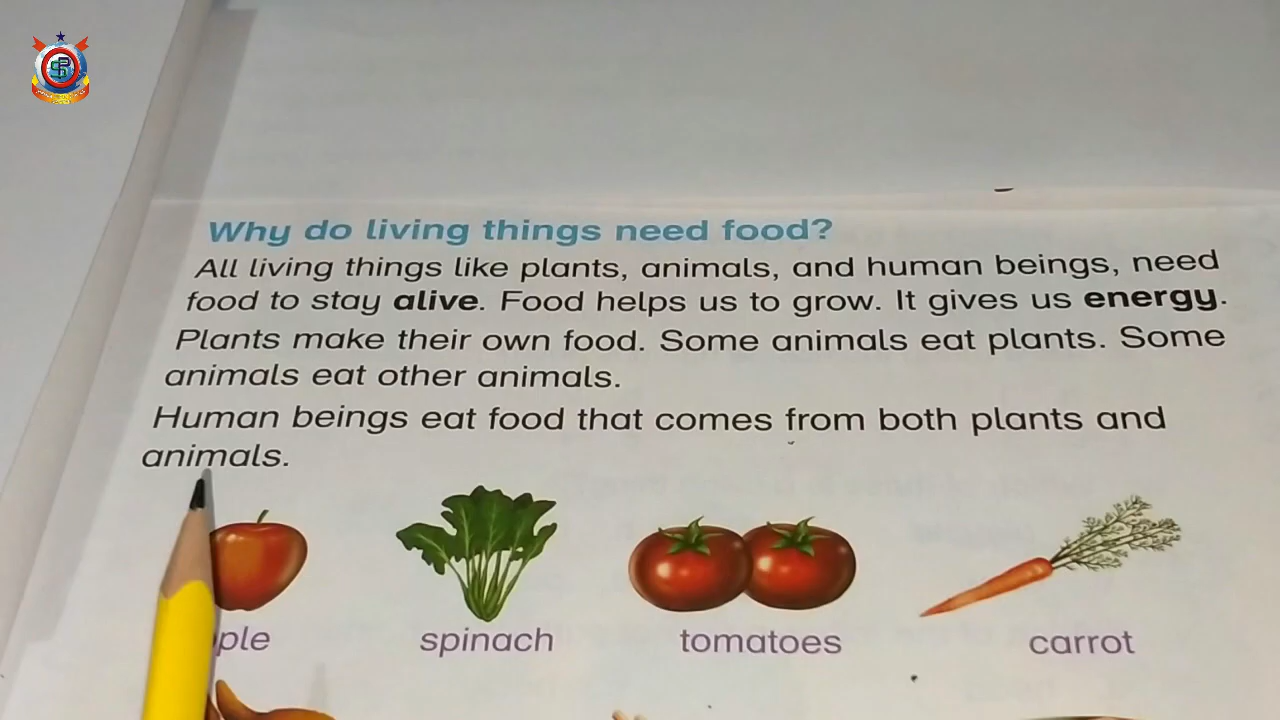 Why do living things need food?
All living things like plants, animals, and human beings, need
food to stay alive. Food helps us to grow. It gives us energy.
Plants make their own food. Some animals eat plants. Some
animals eat other animals.
Human beings eat food that comes from both plants and
animals.
ple spinach tomatoes carrot